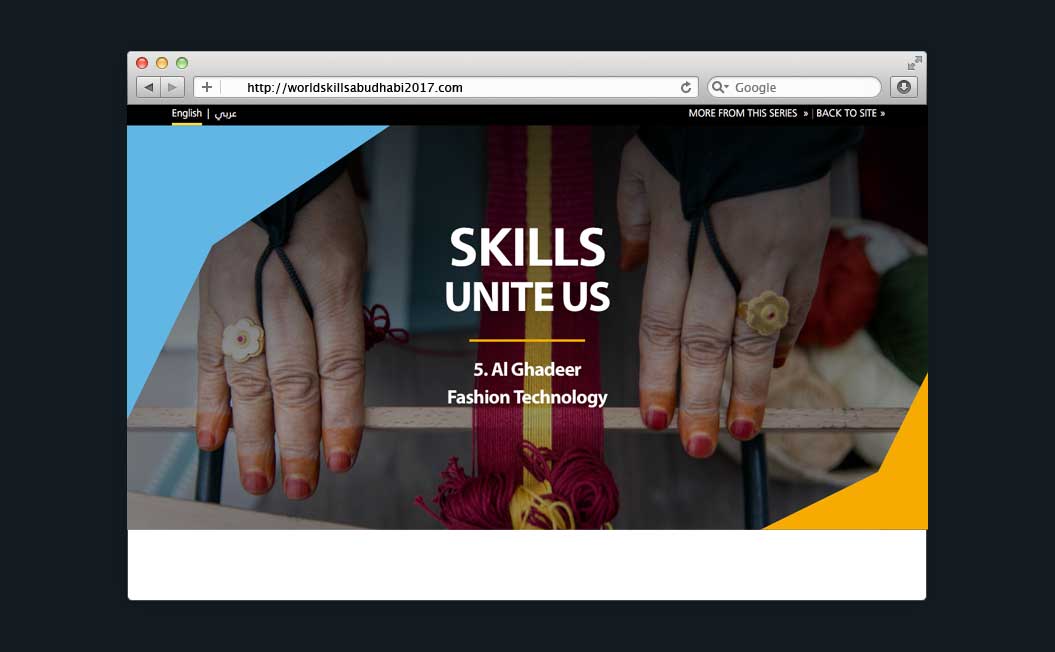 http://worldskillsabudhabi2017.com
Google
English | عربي
MORE FROM THIS SERIES » | BACK TO SITE »
SKILLS
UNITE US
5. Al Ghadeer
Fashion Technology